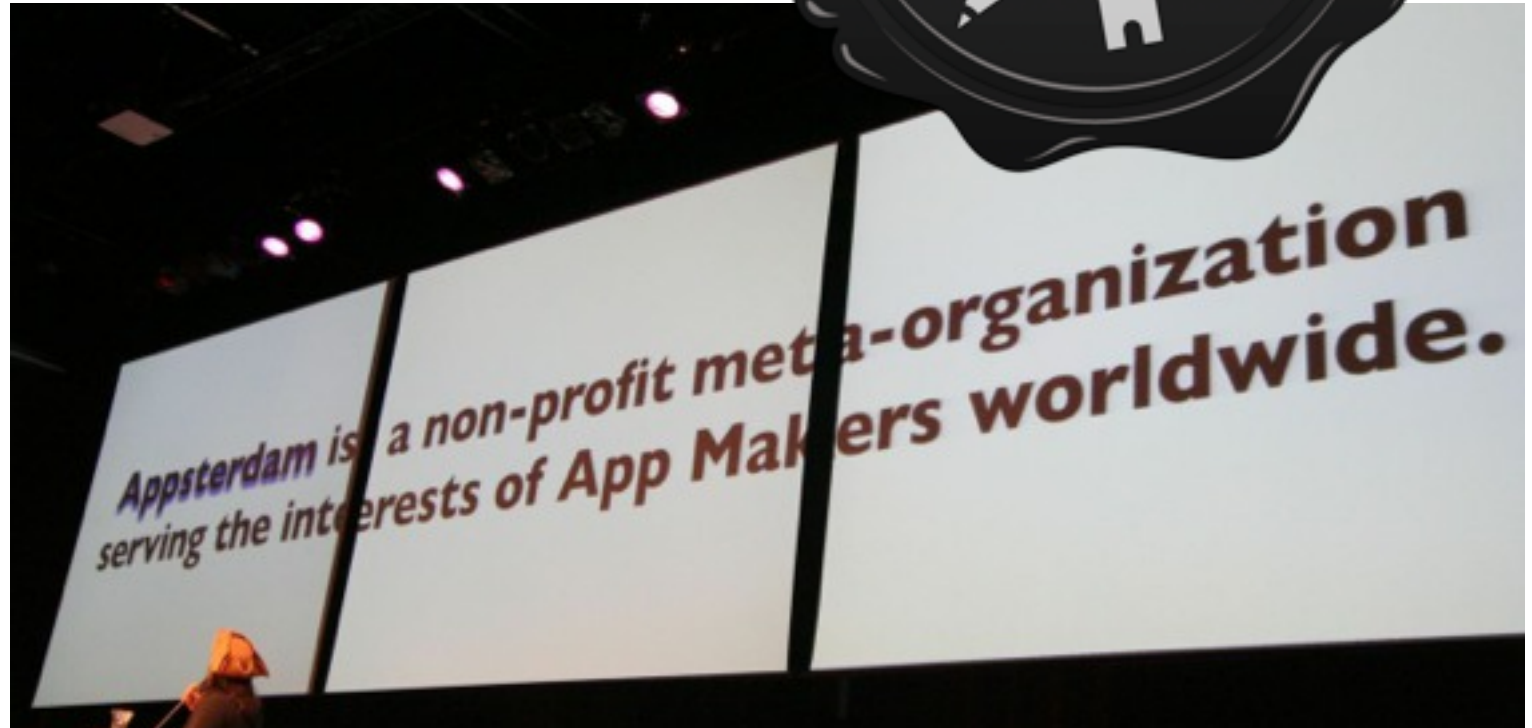 Appsterdam is a non-profit meta-organization
serving the interests of App Makers worldwide.